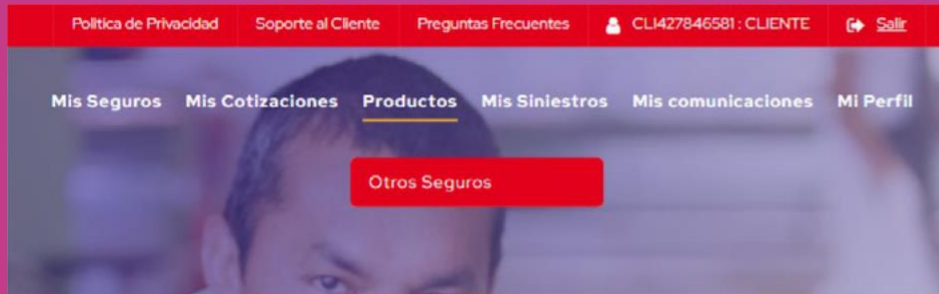 Política de Privacidad Soporte al Cliente Preguntas Frecuentes CLI427846581 : CLIENTE Salir
Mis Seguros Mis Cotizaciones Productos Mis Siniestros Mis comunicaciones Mi Perfil
Otros Seguros